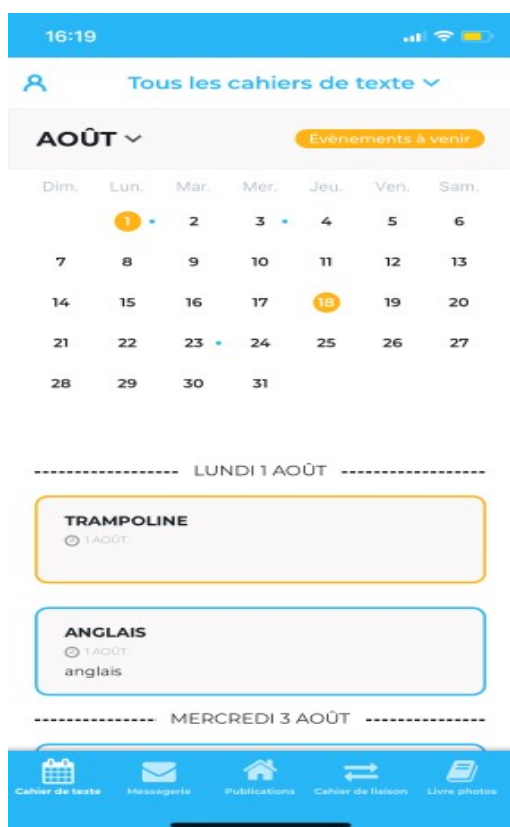 16:19
Tous les cahiers de texte
AOÛT
Évènements à venir
Dim. Lun. Mar. Mer. Jeu. Ven. Sam.
1 2 3 4 5 6
7 8 9 10 11 12 13
14 15 16 17 18 19 20
21 22 23 24 25 26 27
28 29 30 31
LUNDI 1 AOÛT
TRAMPOLINE
1 AOÛT
ANGLAIS
1 AOÛT
anglais
MERCREDI 3 AOÛT
Cahier de texte Messagerie Publications Cahier de liaison Livre photos